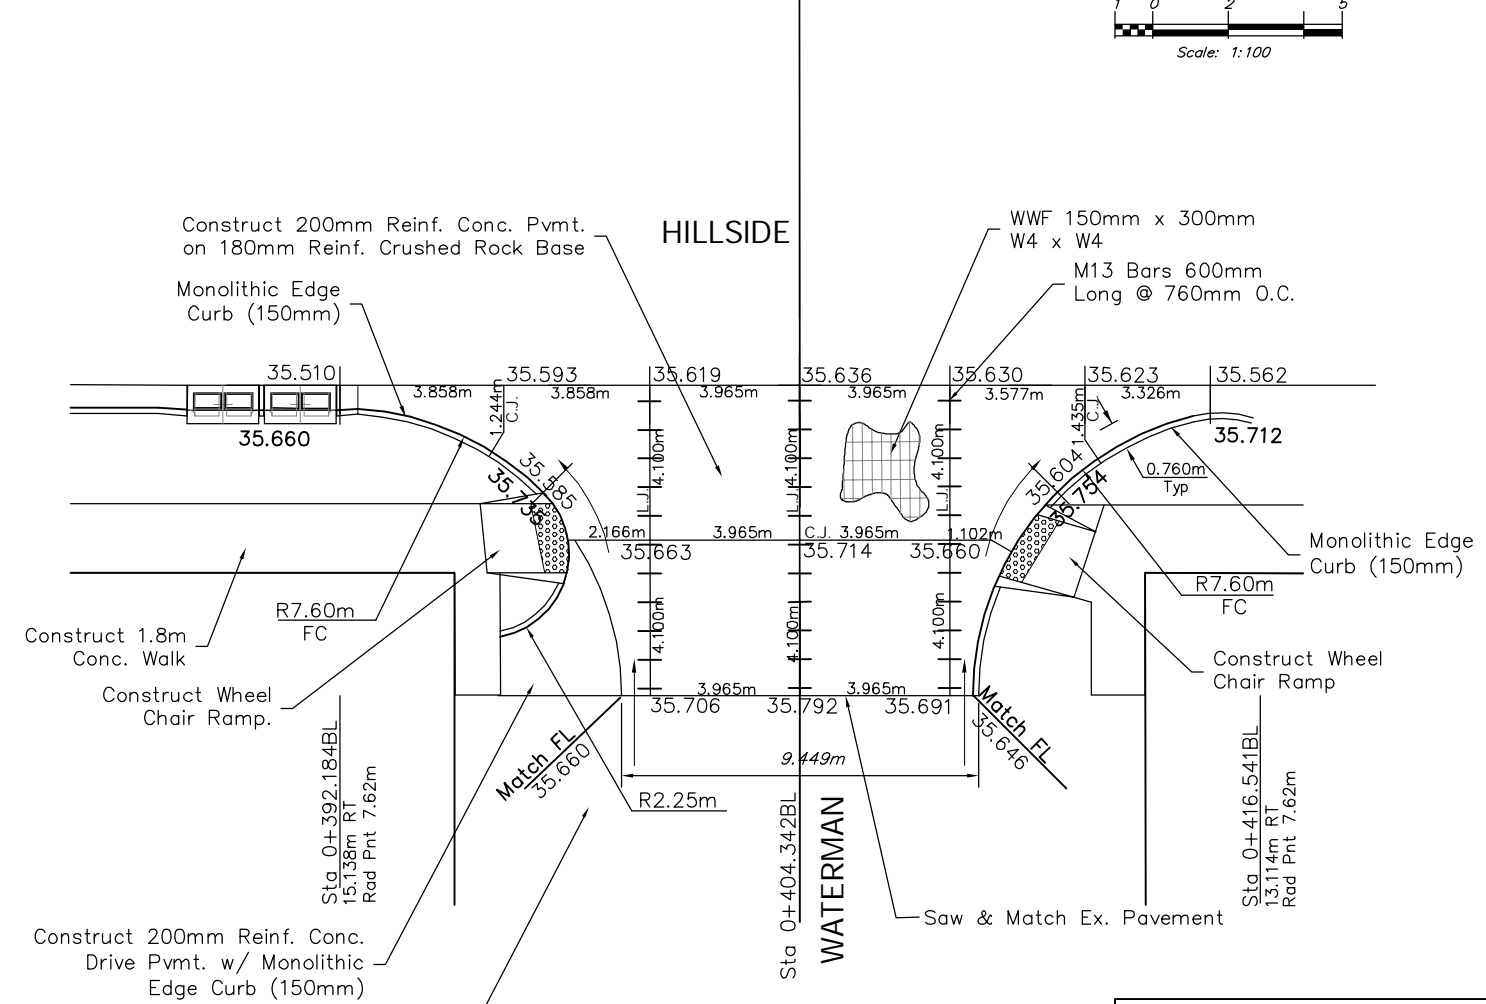 1 0 2 5
Scale: 1:100
HILLSIDE
Construct 200mm Reinf. Conc. Pvmt.
on 180mm Reinf. Crushed Rock Base
WWF 150mm x 300mm
W4 x W4
M13 Bars 600mm
Long @ 760mm O.C.
Monolithic Edge
Curb (150mm)
35.510
35.593
35.619
35.636
35.630
35.623
35.562
3.858m
3.858m
3.965m
3.965m
3.577m
3.326m
1.244m
C.J.
1.435m
C.J.
35.660
35.712
4.100m
4.100m
4.100m
L.J.
L.J.
L.J.
35.585
35.735
35.604
35.754
0.760m
Typ
2.166m
3.965m
C.J.
3.965m
1.102m
35.663
35.714
35.660
Monolithic Edge
Curb (150mm)
R7.60m
FC
R7.60m
FC
4.100m
4.100m
4.100m
Construct 1.8m
Conc. Walk
Construct Wheel
Chair Ramp.
Construct Wheel
Chair Ramp
3.965m
3.965m
35.706
35.792
35.691
Match FL
35.660
Match FL
35.646
9.449m
R2.25m
Sta 0+392.184BL
15.138m RT
Rad Pnt 7.62m
Sta 0+404.342BL
WATERMAN
Sta 0+416.541BL
13.114m RT
Rad Pnt 7.62m
Saw & Match Ex. Pavement
Construct 200mm Reinf. Conc.
Drive Pvmt. w/ Monolithic
Edge Curb (150mm)